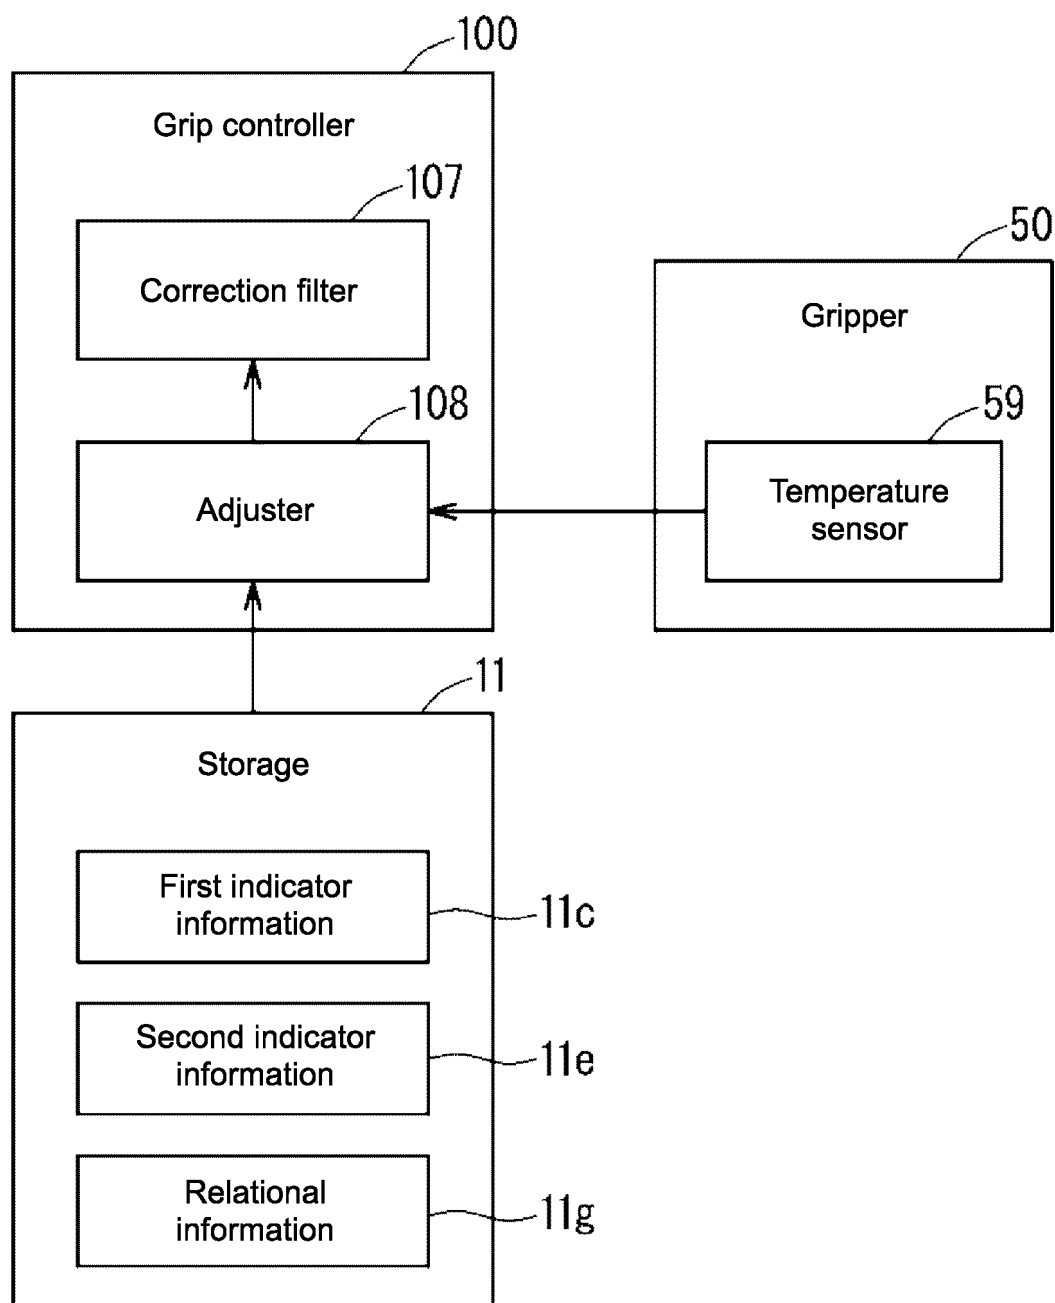 100
Grip controller
107
Correction filter
50
Gripper
108
Adjuster
59
Temperature
sensor
11
Storage
First indicator
information
11c
Second indicator
information
11e
Relational
information
11g